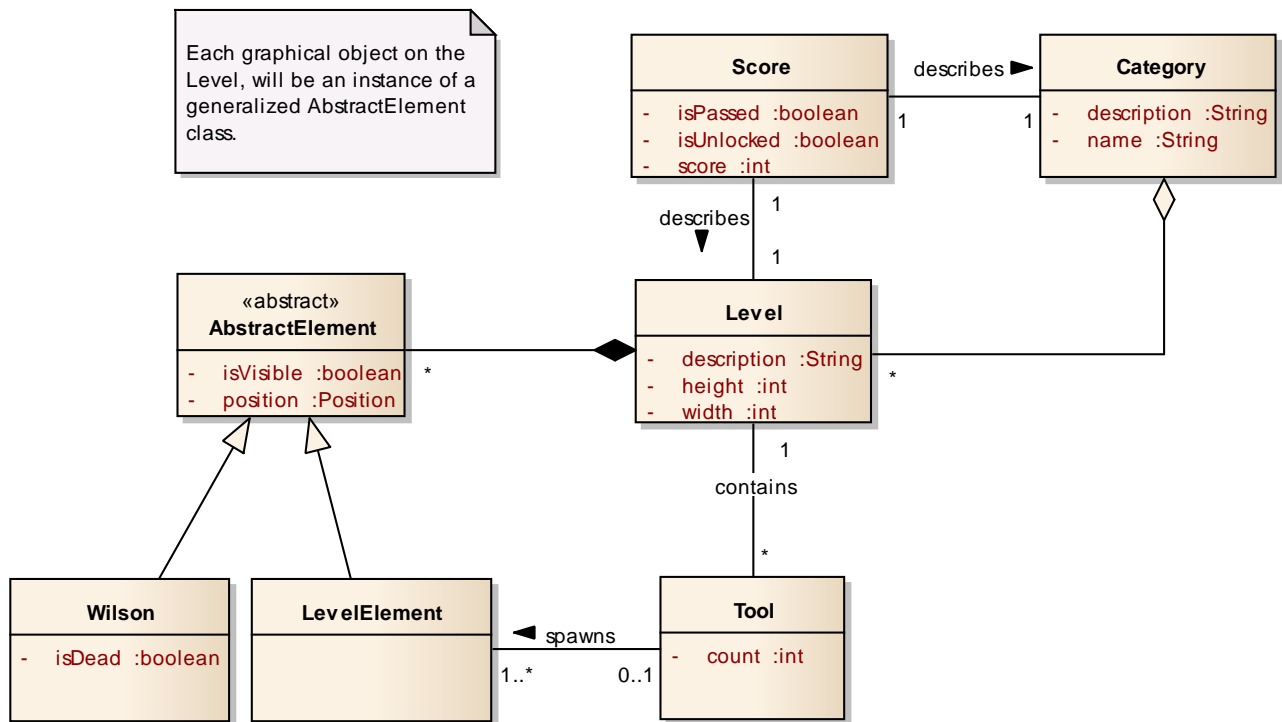 Each graphical object on the
Level, will be an instance of a
generalized AbstractElement
class.
Score
- isPassed :boolean
- isUnlocked :boolean
- score :int
describes
1
1
Category
- description :String
- name :String
1
describes
1
«abstract»
AbstractElement
- isVisible :boolean
- position :Position
*
Level
- description :String
- height :int
- width :int
*
1
contains
*
Wilson
- isDead :boolean
LevelElement
spawns
1..*
0..1
Tool
- count :int